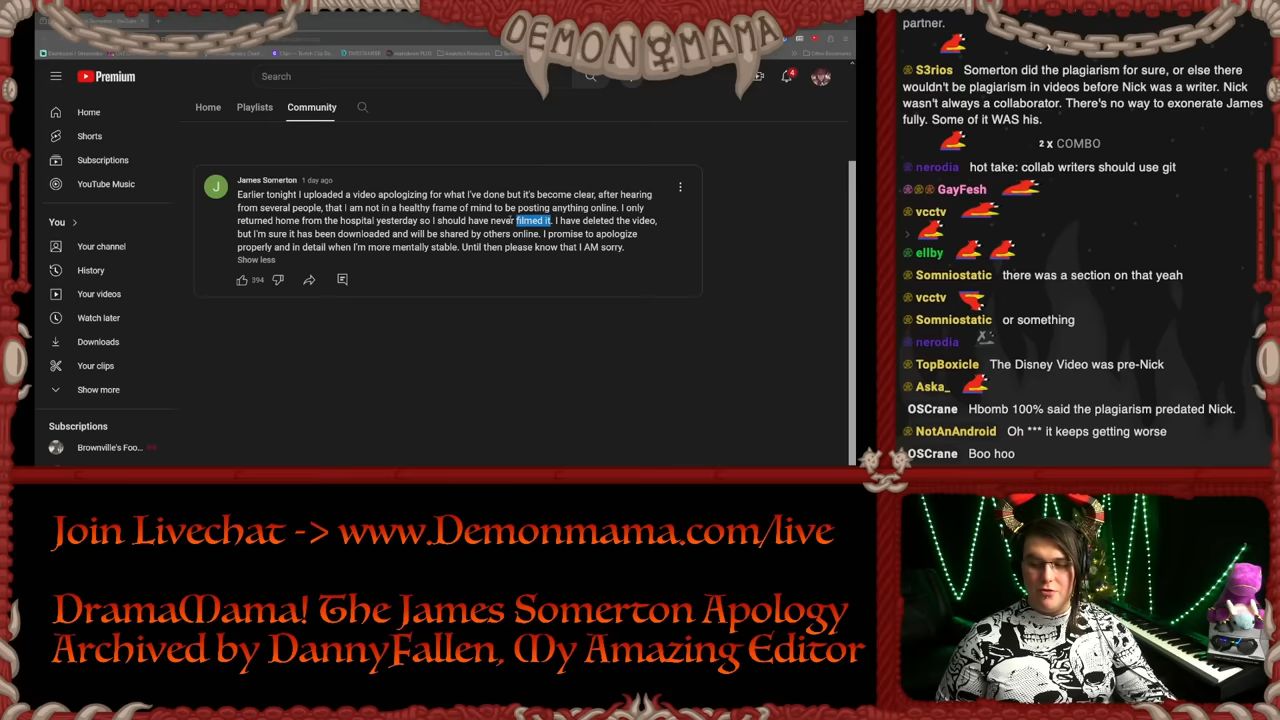 DEMON MAMA
Premium
Search
4
Home
Shorts
Subscriptions
YouTube Music
You
Your channel
History
Your videos
Watch later
Downloads
Your clips
Show more
Subscriptions
Brownville's Foo...
Home Playlists Community
J
James Somerton 1 day ago
Earlier tonight I uploaded a video apologizing for what I've done but it's become clear, after hearing
from several people, that I am not in a healthy frame of mind to be posting anything online. I only
returned home from the hospital yesterday so I should have never filmed it. I have deleted the video,
but I'm sure it has been downloaded and will be shared by others online. I promise to apologize
properly and in detail when I'm more mentally stable. Until then please know that I AM sorry.
Show less
394
partner.
S3rios Somerton did the plagiarism for sure, or else there
wouldn't be plagiarism in videos before Nick was a writer. Nick
wasn't always a collaborator. There's no way to exonerate James
fully. Some of it WAS his.
2 x COMBO
nerodia hot take: collab writers should use git
GayFesh
vcctv
ellby
Somniostatic there was a section on that yeah
vcctv
Somniostatic or something
nerodia
TopBoxicle The Disney Video was pre-Nick
Aska_
OSCrane Hbomb 100% said the plagiarism predated Nick.
NotAnAndroid Oh *** it keeps getting worse
OSCrane Boo hoo
Join Livechat -> www.Demonmama.com/live
DramaMama! The James Somerton Apology
Archived by DannyFallen, My Amazing Editor